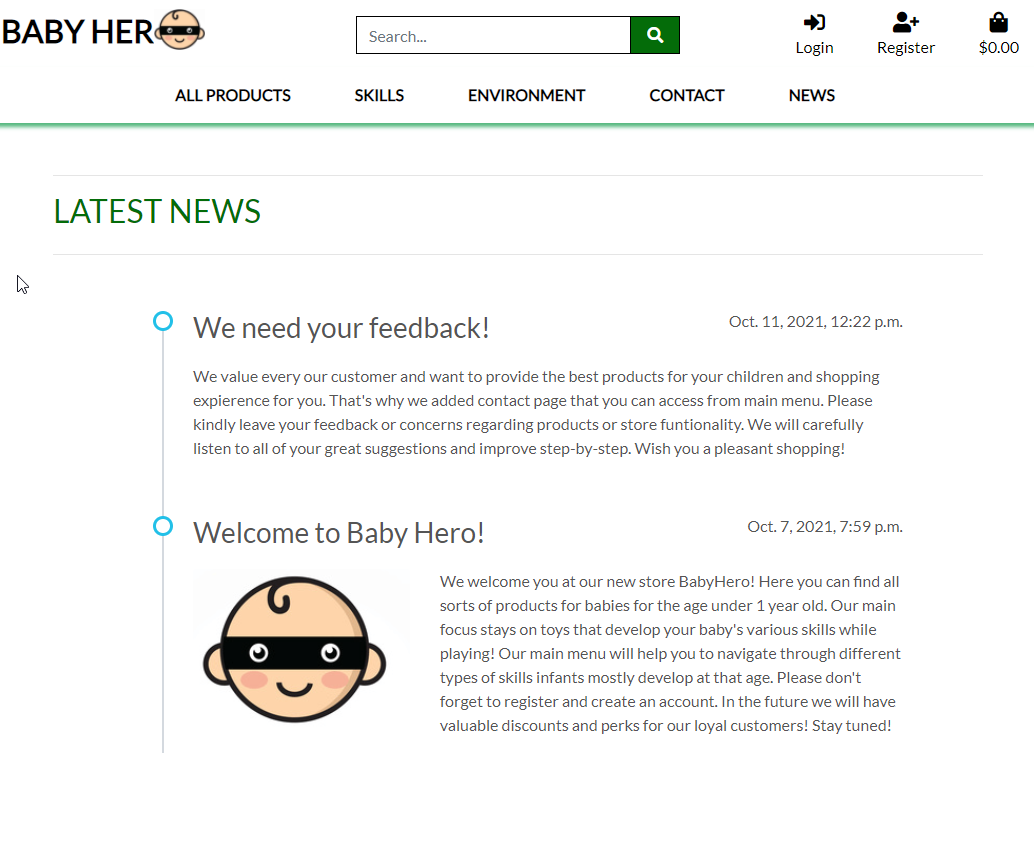 BABY HER
Search...
Login
Register
$0.00
ALL PRODUCTS
SKILLS
ENVIRONMENT
CONTACT
NEWS
LATEST NEWS
We need your feedback!
Oct. 11, 2021, 12:22 p.m.
We value every our customer and want to provide the best products for your children and shopping
expierence for you. That's why we added contact page that you can access from main menu. Please
kindly leave your feedback or concerns regarding products or store funtionality. We will carefully
listen to all of your great suggestions and improve step-by-step. Wish you a pleasant shopping!
Welcome to Baby Hero!
Oct. 7, 2021, 7:59 p.m.
We welcome you at our new store BabyHero! Here you can find all
sorts of products for babies for the age under 1 year old. Our main
focus stays on toys that develop your baby's various skills while
playing! Our main menu will help you to navigate through different
types of skills infants mostly develop at that age. Please don't
forget to register and create an account. In the future we will have
valuable discounts and perks for our loyal customers! Stay tuned!